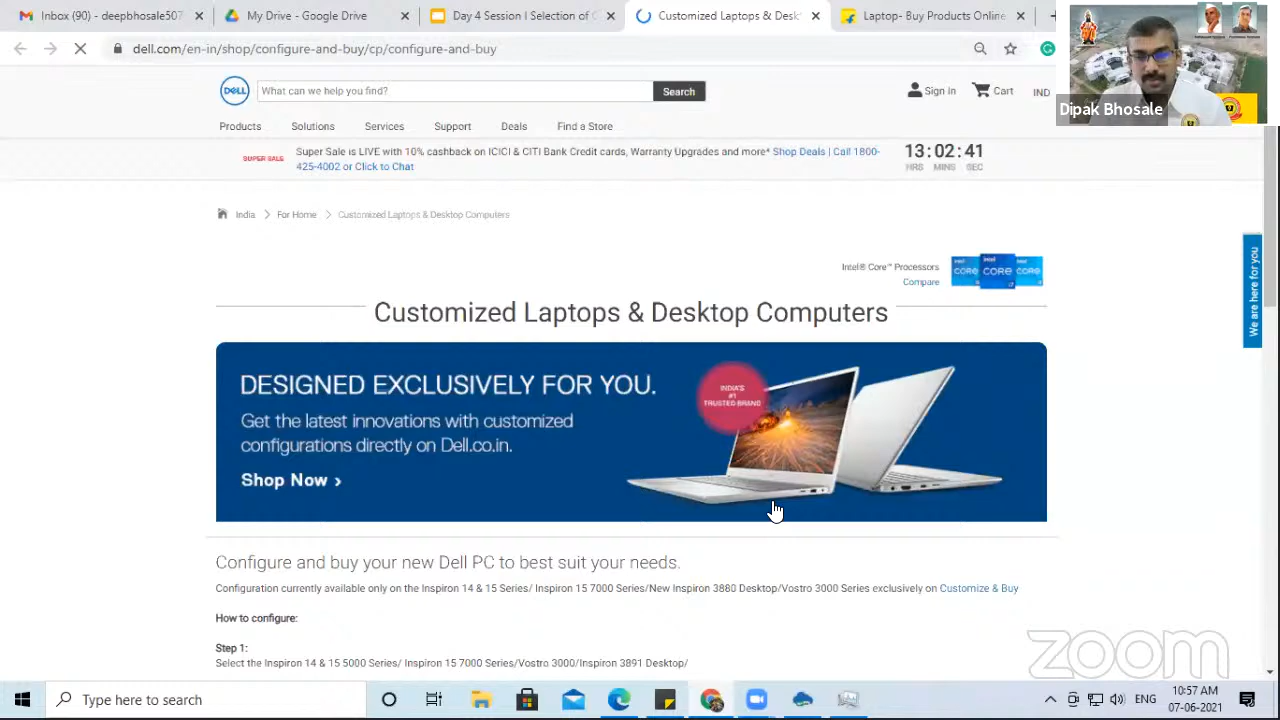 Inbox (90) - deepbhosale507
My Drive - Google Drive
Day 4 Session - Selection of C
Customized Laptops & Desk
Laptop- Buy Products Online
dell.com/en-in/shop/configure-and-buy/cp/configure-and-buy
Dipak Bhosale
DELL
What can we help you find?
Search
Sign in
Cart
IND
Products
Solutions
Services
Support
Deals
Find a Store
SUPER SALE
Super Sale is LIVE with 10% cashback on ICICI & CITI Bank Credit cards, Warranty Upgrades and more* Shop Deals | Call 1800-
425-4002 or Click to Chat
13:02:41
HRS MINS SEC
India > For Home > Customized Laptops & Desktop Computers
We are here for you
Intel® Core™ Processors
Compare
intel CORE
intel CORE i7
intel CORE
Customized Laptops & Desktop Computers
DESIGNED EXCLUSIVELY FOR YOU.
Get the latest innovations with customized
configurations directly on Dell.co.in.
Shop Now ›
INDIA'S
#1
TRUSTED BRAND
Configure and buy your new Dell PC to best suit your needs.
Configuration currently available only on the Inspiron 14 & 15 Series/ Inspiron 15 7000 Series/New Inspiron 3880 Desktop/Vostro 3000 Series exclusively on Customize & Buy
How to configure:
Step 1:
Select the Inspiron 14 & 15 5000 Series/ Inspiron 15 7000 Series/Vostro 3000/Inspiron 3891 Desktop/
zoom
Type here to search
ENG
10:57 AM
07-06-2021